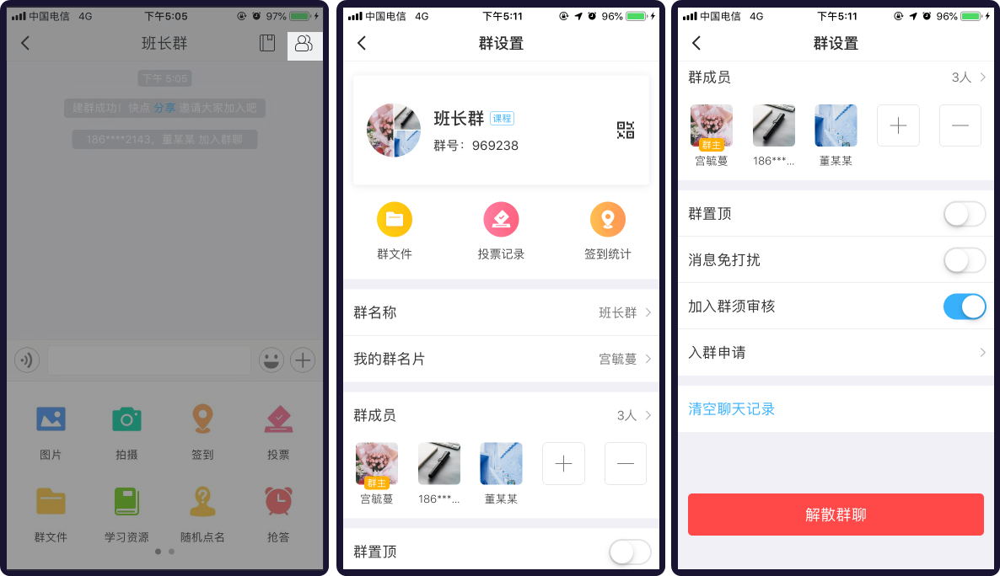 中国电信 4G 下午5:05 97%
班长群
下午 5:05
建群成功！快点 分享 邀请大家加入吧
186****2143，董某某 加入群聊
图片 拍摄 签到 投票
群文件 学习资源 随机点名 抢答
中国电信 4G 下午5:11 96%
群设置
班长群 课程
群号：969238
群文件 投票记录 签到统计
群名称 班长群
我的群名片 宫毓蔓
群成员 3人
群主
宫毓蔓 186***... 董某某
群置顶
中国电信 4G 下午5:11 96%
群设置
群成员 3人
群主
宫毓蔓 186***... 董某某
群置顶
消息免打扰
加入群须审核
入群申请
清空聊天记录
解散群聊